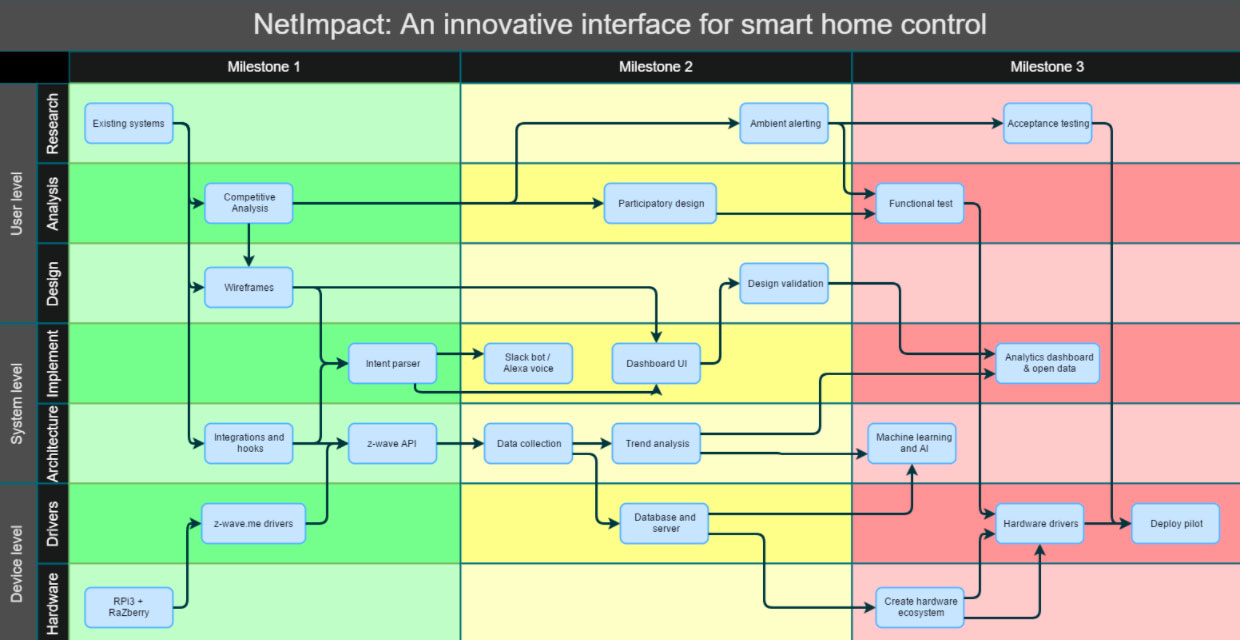 NetImpact: An innovative interface for smart home control
Milestone 1
Milestone 2
Milestone 3
User level
Research
Existing systems
Ambient alerting
Acceptance testing
Analysis
Competitive
Analysis
Participatory design
Functional test
Design
Wireframes
Design validation
System level
Implement
Intent parser
Slack bot /
Alexa voice
Dashboard UI
Analytics dashboard
& open data
Architecture
Integrations and
hooks
z-wave API
Data collection
Trend analysis
Machine learning
and AI
Device level
Drivers
z-wave.me drivers
Database and
server
Hardware drivers
Deploy pilot
Hardware
RPi3 +
RaZberry
Create hardware
ecosystem